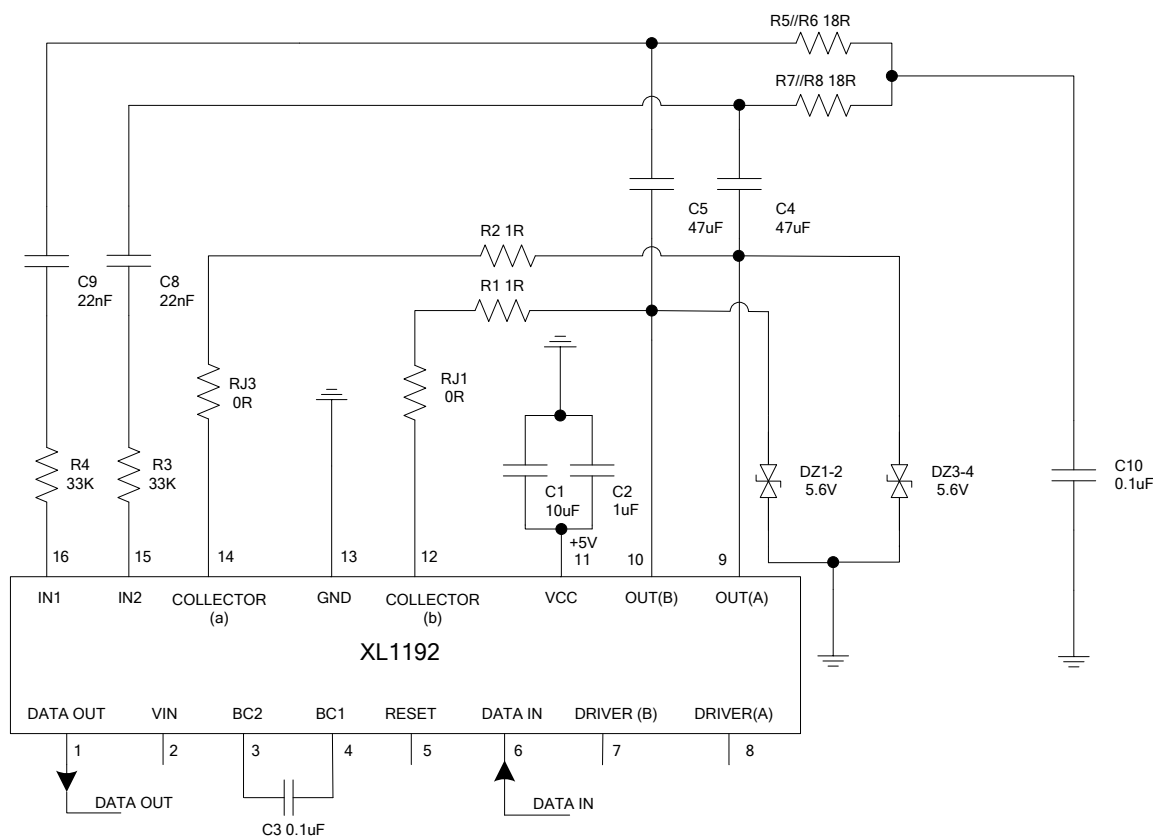 R5//R6 18R
R7//R8 18R
C5
47uF
C4
47uF
R2 1R
C9
22nF
C8
22nF
R1 1R
RJ3
0R
RJ1
0R
R4
33K
R3
33K
C1
10uF
C2
1uF
DZ1-2
5.6V
DZ3-4
5.6V
C10
0.1uF
+5V
16 15 14 13 12 11 10 9
IN1 IN2 COLLECTOR (a) GND COLLECTOR (b) VCC OUT(B) OUT(A)
XL1192
DATA OUT VIN BC2 BC1 RESET DATA IN DRIVER (B) DRIVER(A)
1 2 3 4 5 6 7 8
DATA OUT
DATA IN
C3 0.1uF